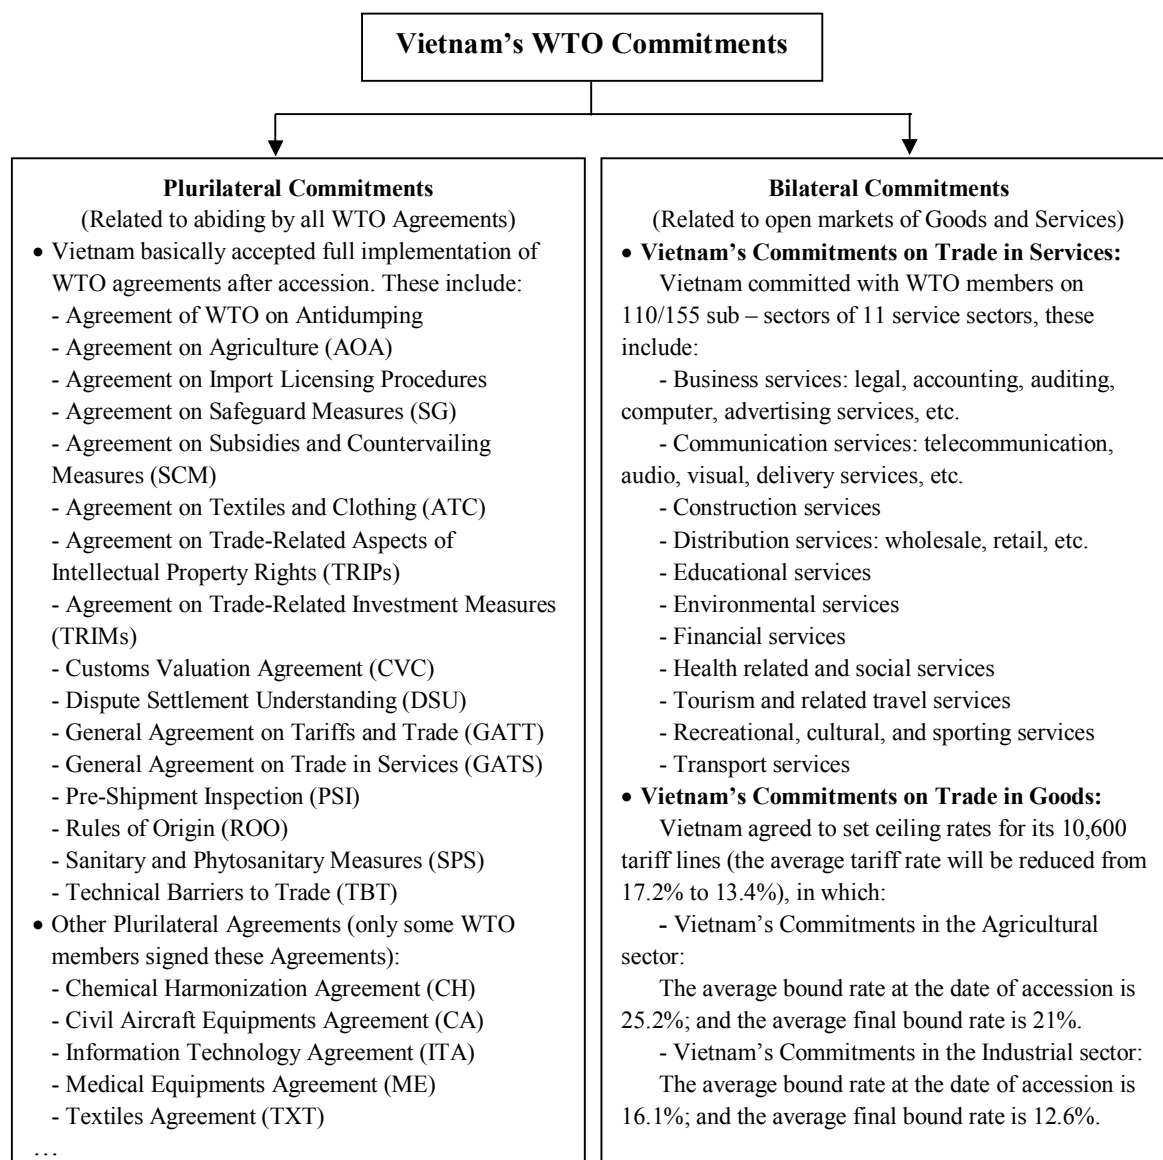 Vietnam's WTO Commitments
Plurilateral Commitments
(Related to abiding by all WTO Agreements)
• Vietnam basically accepted full implementation of
WTO agreements after accession. These include:
- Agreement of WTO on Antidumping
- Agreement on Agriculture (AOA)
- Agreement on Import Licensing Procedures
- Agreement on Safeguard Measures (SG)
- Agreement on Subsidies and Countervailing
Measures (SCM)
- Agreement on Textiles and Clothing (ATC)
- Agreement on Trade-Related Aspects of
Intellectual Property Rights (TRIPs)
- Agreement on Trade-Related Investment Measures
(TRIMs)
- Customs Valuation Agreement (CVC)
- Dispute Settlement Understanding (DSU)
- General Agreement on Tariffs and Trade (GATT)
- General Agreement on Trade in Services (GATS)
- Pre-Shipment Inspection (PSI)
- Rules of Origin (ROO)
- Sanitary and Phytosanitary Measures (SPS)
- Technical Barriers to Trade (TBT)
• Other Plurilateral Agreements (only some WTO
members signed these Agreements):
- Chemical Harmonization Agreement (CH)
- Civil Aircraft Equipments Agreement (CA)
- Information Technology Agreement (ITA)
- Medical Equipments Agreement (ME)
- Textiles Agreement (TXT)
…
Bilateral Commitments
(Related to open markets of Goods and Services)
• Vietnam's Commitments on Trade in Services:
Vietnam committed with WTO members on
110/155 sub – sectors of 11 service sectors, these
include:
- Business services: legal, accounting, auditing,
computer, advertising services, etc.
- Communication services: telecommunication,
audio, visual, delivery services, etc.
- Construction services
- Distribution services: wholesale, retail, etc.
- Educational services
- Environmental services
- Financial services
- Health related and social services
- Tourism and related travel services
- Recreational, cultural, and sporting services
- Transport services
• Vietnam's Commitments on Trade in Goods:
Vietnam agreed to set ceiling rates for its 10,600
tariff lines (the average tariff rate will be reduced from
17.2% to 13.4%), in which:
- Vietnam's Commitments in the Agricultural
sector:
The average bound rate at the date of accession is
25.2%; and the average final bound rate is 21%.
- Vietnam's Commitments in the Industrial sector:
The average bound rate at the date of accession is
16.1%; and the average final bound rate is 12.6%.